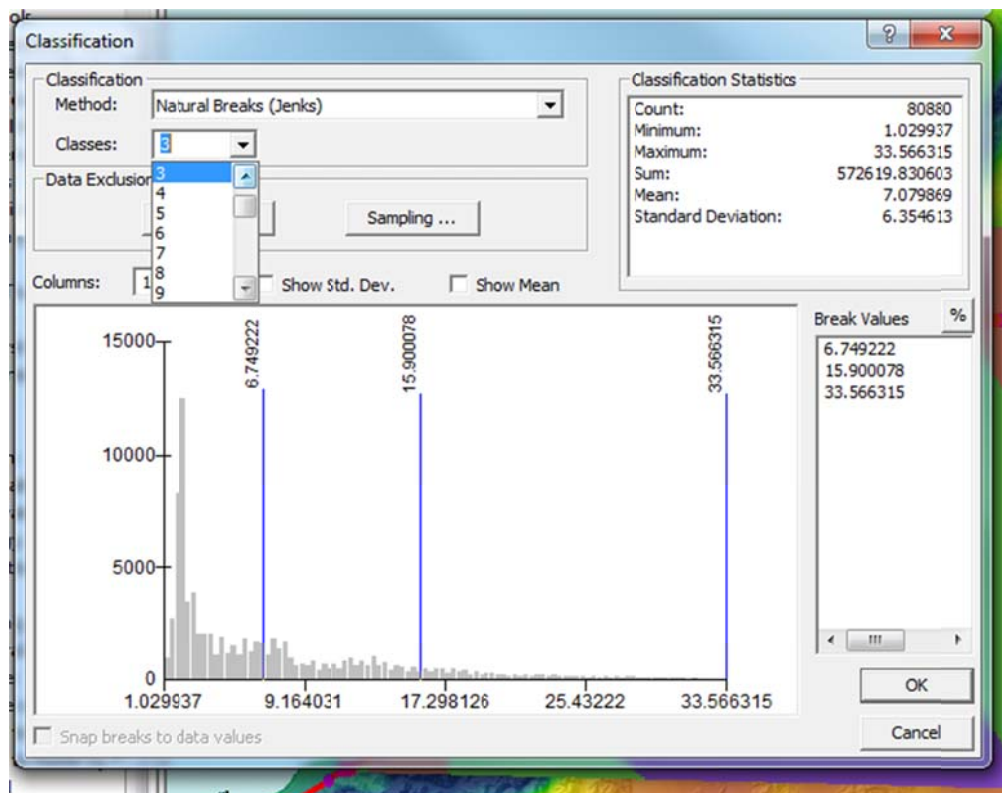 Classification
Classification
Method: Natural Breaks (Jenks)
Classes: 3
3
4
5
6
7
8
9
Data Exclusion
Sampling ...
Columns: 1
Show Std. Dev.
Show Mean
Classification Statistics
Count: 80880
Minimum: 1.029937
Maximum: 33.566315
Sum: 572619.830603
Mean: 7.079869
Standard Deviation: 6.354613
Break Values
%
6.749222
15.900078
33.566315
15000
10000
5000
0
6.749222
15.900078
33.566315
1.029937 9.164031 17.298126 25.43222 33.566315
Snap breaks to data values
OK
Cancel